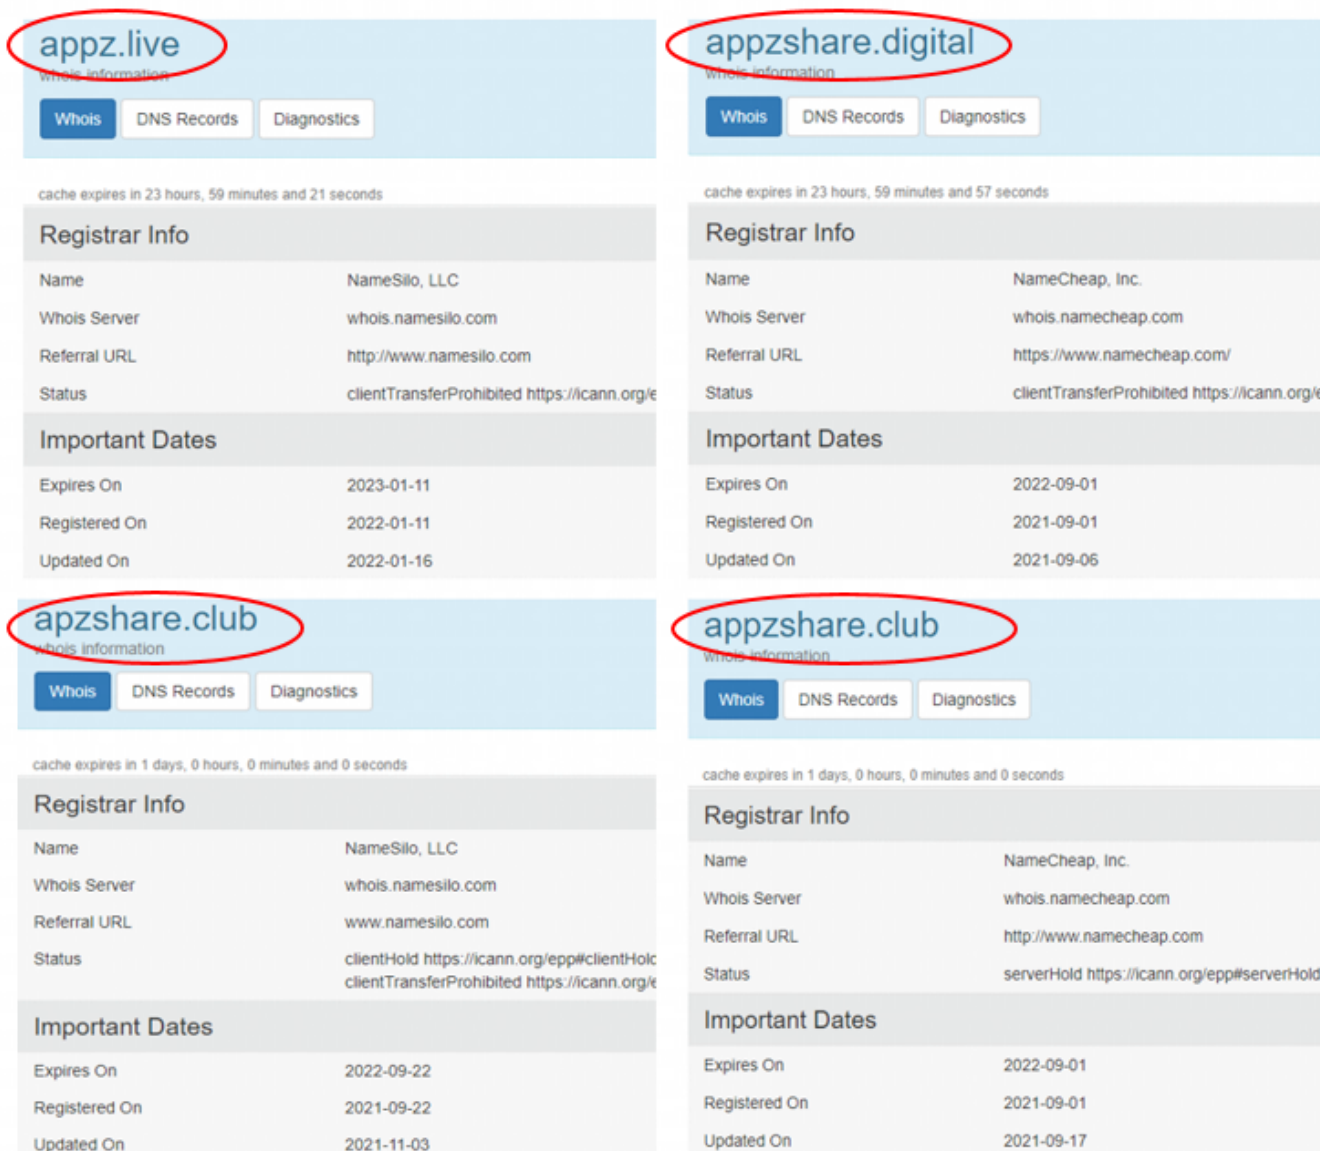 appz.live
whois information
Whois DNS Records Diagnostics
cache expires in 23 hours, 59 minutes and 21 seconds
Registrar Info
Name NameSilo, LLC
Whois Server whois.namesilo.com
Referral URL http://www.namesilo.com
Status clientTransferProhibited https://icann.org/e
Important Dates
Expires On 2023-01-11
Registered On 2022-01-11
Updated On 2022-01-16
appzshare.digital
whois information
Whois DNS Records Diagnostics
cache expires in 23 hours, 59 minutes and 57 seconds
Registrar Info
Name NameCheap, Inc.
Whois Server whois.namecheap.com
Referral URL https://www.namecheap.com/
Status clientTransferProhibited https://icann.org/e
Important Dates
Expires On 2022-09-01
Registered On 2021-09-01
Updated On 2021-09-06
apzshare.club
whois information
Whois DNS Records Diagnostics
cache expires in 1 days, 0 hours, 0 minutes and 0 seconds
Registrar Info
Name NameSilo, LLC
Whois Server whois.namesilo.com
Referral URL www.namesilo.com
Status clientHold https://icann.org/epp#clientHold
clientTransferProhibited https://icann.org/e
Important Dates
Expires On 2022-09-22
Registered On 2021-09-22
Updated On 2021-11-03
appzshare.club
whois information
Whois DNS Records Diagnostics
cache expires in 1 days, 0 hours, 0 minutes and 0 seconds
Registrar Info
Name NameCheap, Inc.
Whois Server whois.namecheap.com
Referral URL http://www.namecheap.com
Status serverHold https://icann.org/epp#serverHold
Important Dates
Expires On 2022-09-01
Registered On 2021-09-01
Updated On 2021-09-17